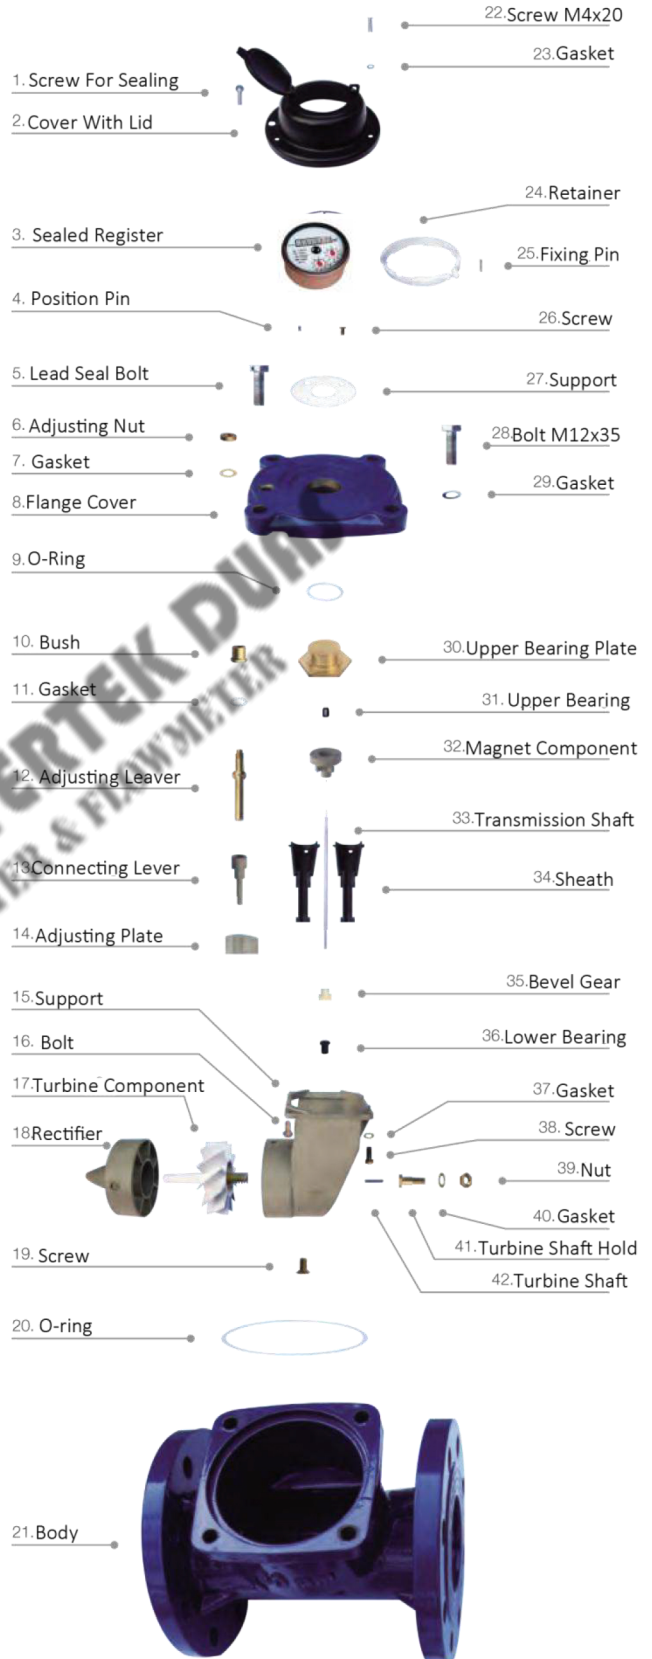 22.Screw M4x20
23.Gasket
1. Screw For Sealing
2. Cover With Lid
24.Retainer
3. Sealed Register
25.Fixing Pin
4. Position Pin
26.Screw
5. Lead Seal Bolt
27.Support
6. Adjusting Nut
28.Bolt M12x35
7. Gasket
29.Gasket
8.Flange Cover
9.O-Ring
10. Bush
30.Upper Bearing Plate
11. Gasket
31. Upper Bearing
32.Magnet Component
12. Adjusting Leaver
33.Transmission Shaft
13.Connecting Lever
34.Sheath
14.Adjusting Plate
35.Bevel Gear
15.Support
36.Lower Bearing
16. Bolt
17.Turbine Component
37.Gasket
18.Rectifier
38. Screw
39.Nut
40.Gasket
19. Screw
41.Turbine Shaft Hold
42.Turbine Shaft
20. O-ring
21.Body
& FLOWMETER